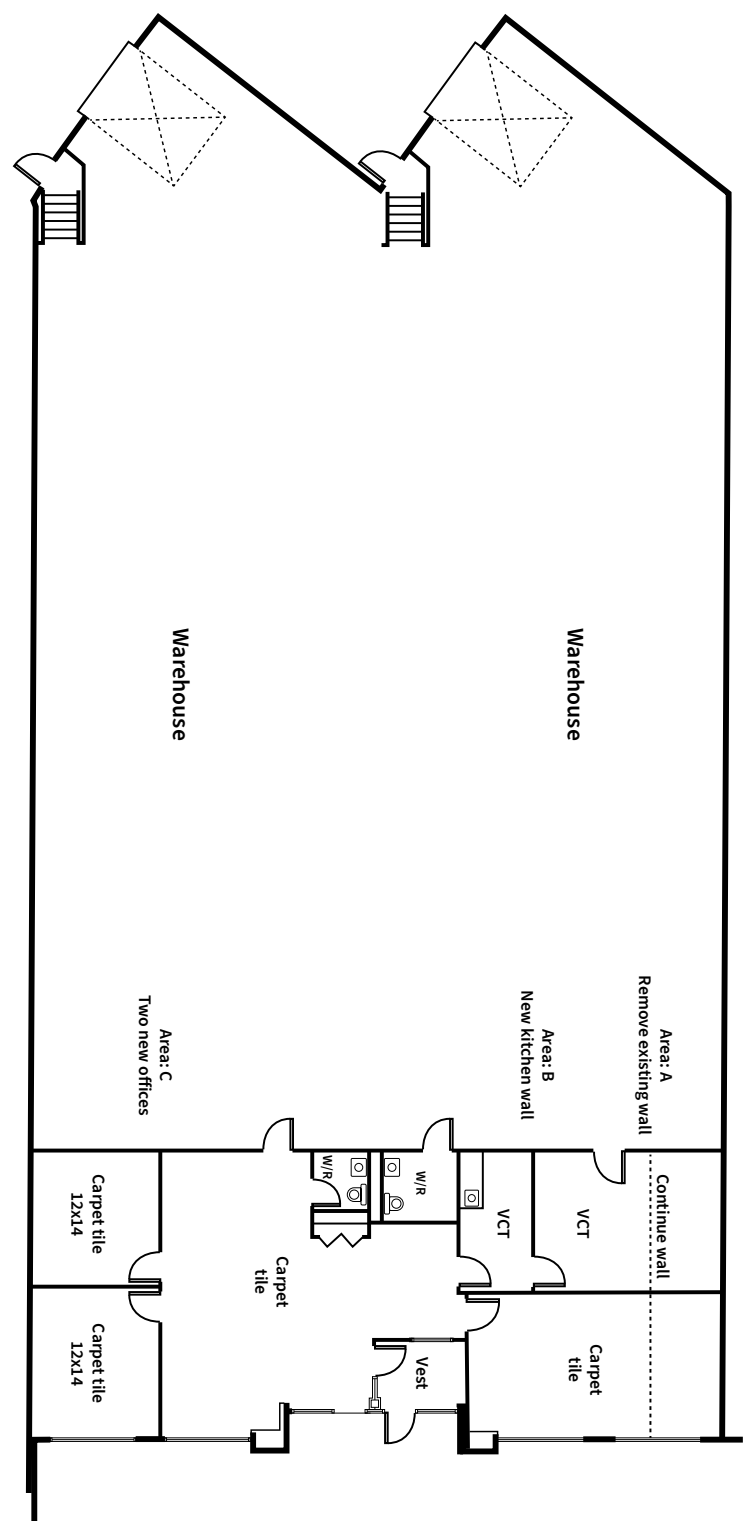 Warehouse
Warehouse
Area: A
Remove existing wall
Area: B
New kitchen wall
Area: C
Two new offices
Continue wall
VCT
VCT
W/R
W/R
Carpet tile
12x14
Carpet
tile
Carpet
tile
Vest
Carpet tile
12x14